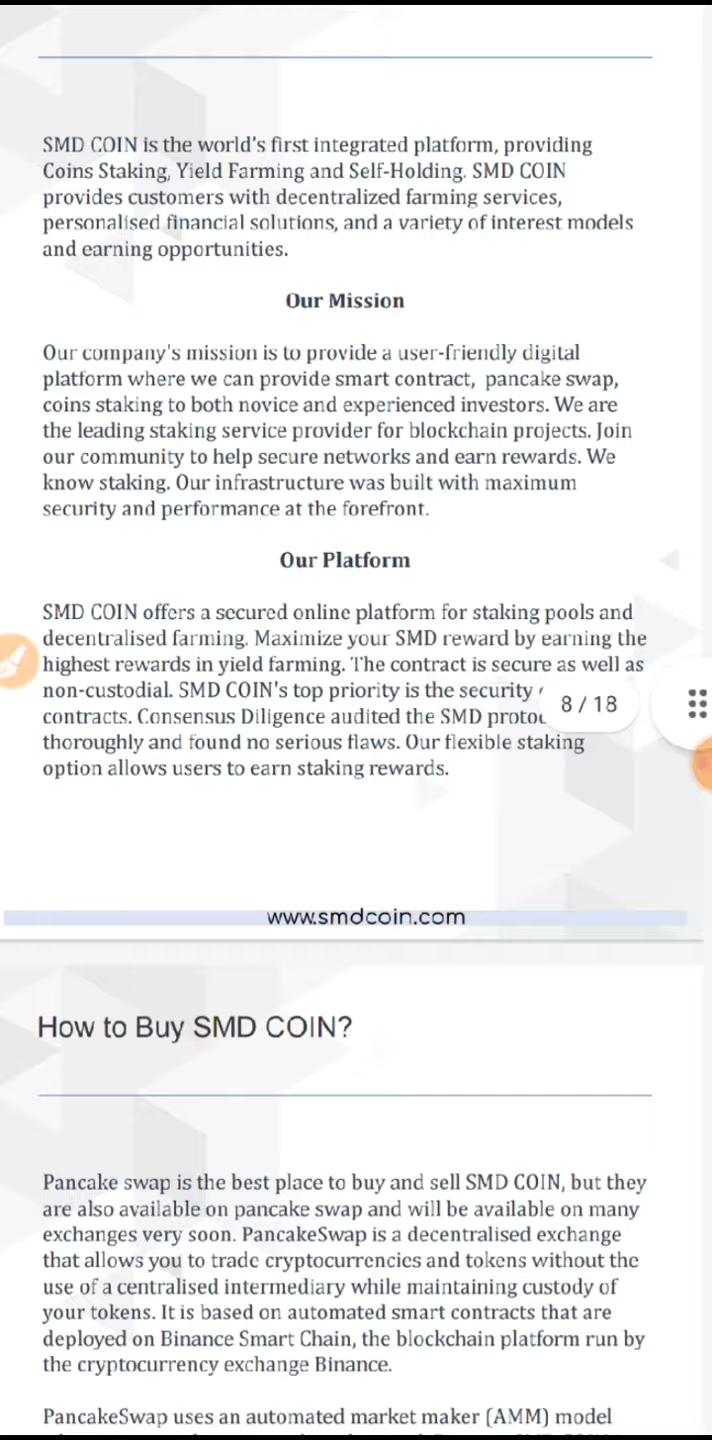 SMD COIN is the world's first integrated platform, providing
Coins Staking, Yield Farming and Self-Holding. SMD COIN
provides customers with decentralized farming services,
personalised financial solutions, and a variety of interest models
and earning opportunities.
Our Mission
Our company's mission is to provide a user-friendly digital
platform where we can provide smart contract, pancake swap,
coins staking to both novice and experienced investors. We are
the leading staking service provider for blockchain projects. Join
our community to help secure networks and earn rewards. We
know staking. Our infrastructure was built with maximum
security and performance at the forefront.
Our Platform
SMD COIN offers a secured online platform for staking pools and
decentralised farming. Maximize your SMD reward by earning the
highest rewards in yield farming. The contract is secure as well as
non-custodial. SMD COIN's top priority is the security
8 / 18
contracts. Consensus Diligence audited the SMD
thoroughly and found no serious flaws. Our flexible staking
option allows users to earn staking rewards.
www.smdcoin.com
How to Buy SMD COIN?
Pancake swap is the best place to buy and sell SMD COIN, but they
are also available on pancake swap and will be available on many
exchanges very soon. PancakeSwap is a decentralised exchange
that allows you to trade cryptocurrencies and tokens without the
use of a centralised intermediary while maintaining custody of
your tokens. It is based on automated smart contracts that are
deployed on Binance Smart Chain, the blockchain platform run by
the cryptocurrency exchange Binance.
PancakeSwap uses an automated market maker (AMM) model